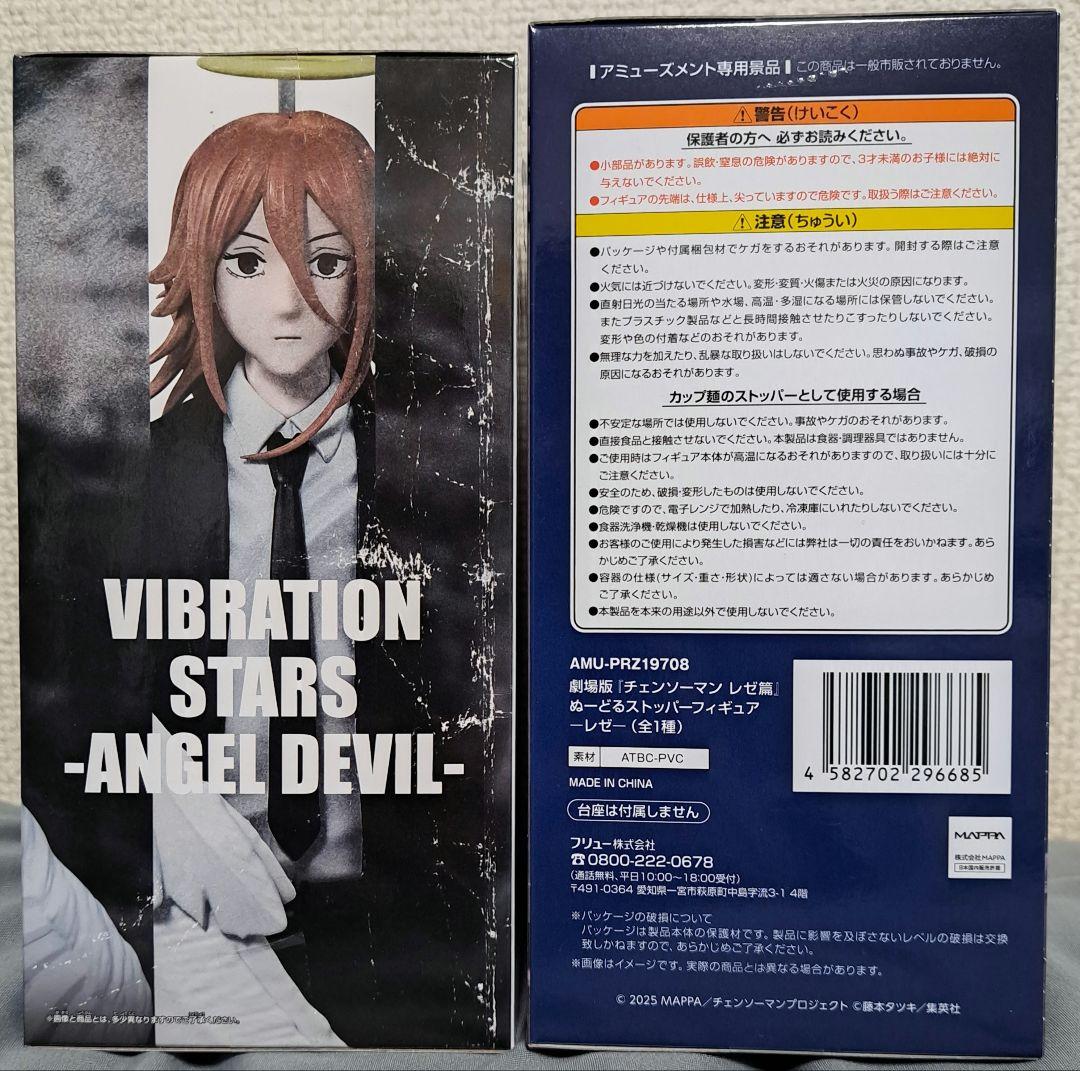 VIBRATION
STARS
-ANGEL DEVIL-
※画像と商品とは、多少異なりますのでご了承ください。
アミューズメント専用景品 この商品は一般市販されておりません。
警告(けいこく)
保護者の方へ 必ずお読みください。
●小部品があります。誤飲・窒息の危険がありますので、3才未満のお子様には絶対に
与えないでください。
●フィギュアの先端は、仕様上、尖っていますので危険です。取扱う際はご注意ください。
注意(ちゅうい)
●パッケージや付属梱包材でケガをするおそれがあります。開封する際はご注意
ください。
●火気には近づけないでください。変形・変質・火傷または火災の原因になります。
●直射日光の当たる場所や水場、高温・多湿になる場所には保管しないでください。
またプラスチック製品などと長時間接触させたりこすったりしないでください。
変形や色の付着などのおそれがあります。
●無理な力を加えたり、乱暴な取り扱いはしないでください。思わぬ事故やケガ、破損の
原因になるおそれがあります。
カップ麺のストッパーとして使用する場合
●不安定な場所では使用しないでください。事故やケガのおそれがあります。
●直接食品と接触させないでください。本製品は食器・調理器具ではありません。
●ご使用時はフィギュア本体が高温になるおそれがありますので、取り扱いには十分に
ご注意ください。
●安全のため、破損・変形したものは使用しないでください。
●危険ですので、電子レンジで加熱したり、冷凍庫にいれたりしないでください。
●食器洗浄機・乾燥機は使用しないでください。
●お客様のご使用により発生した損害などには弊社は一切の責任をおいかねます。あら
かじめご了承ください。
●容器の仕様(サイズ・重さ・形状)によっては適さない場合があります。あらかじめ
ご了承ください。
●本製品を本来の用途以外で使用しないでください。
AMU-PRZ19708
劇場版『チェンソーマン レゼ篇』
ぬーどるストッパーフィギュア
―レゼ―(全1種)
素材 ATBC-PVC
MADE IN CHINA
台座は付属しません
4 582702 296685
フリュー株式会社
☎0800-222-0678
(通話無料、平日10:00〜18:00受付)
〒491-0364 愛知県一宮市萩原町中島字流3-1 4階
MAPPA
株式会社MAPPA
日本国内販売許諾
※パッケージの破損について
パッケージは製品本体の保護材です。製品に影響を及ぼさないレベルの破損は交換
致しかねますので、あらかじめご了承ください。
※画像はイメージです。実際の商品とは異なる場合があります。
© 2025 MAPPA/チェンソーマンプロジェクト ©藤本タツキ/集英社